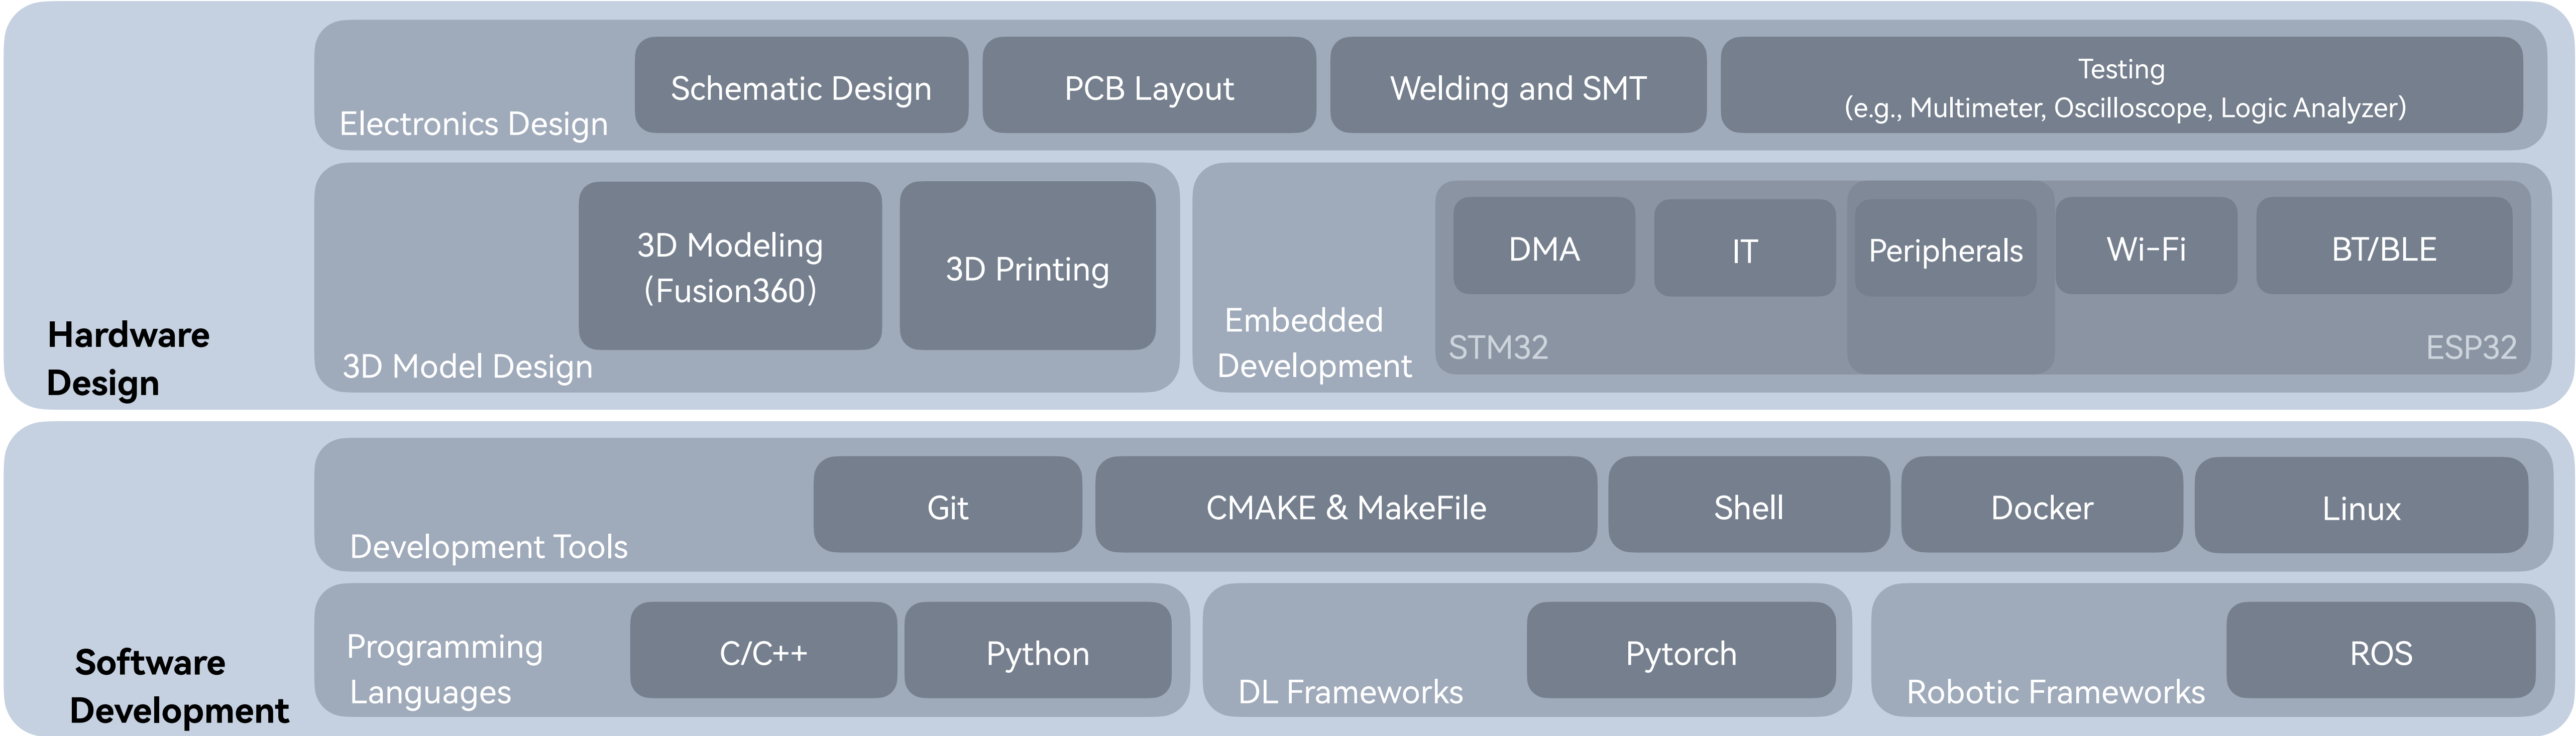 Hardware
Design
Electronics Design
Schematic Design
PCB Layout
Welding and SMT
Testing
(e.g., Multimeter, Oscilloscope, Logic Analyzer)
3D Model Design
3D Modeling
(Fusion360)
3D Printing
Embedded
Development
STM32
DMA
IT
Peripherals
Wi-Fi
BT/BLE
ESP32
Software
Development
Development Tools
Git
CMAKE & MakeFile
Shell
Docker
Linux
Programming
Languages
C/C++
Python
DL Frameworks
Pytorch
Robotic Frameworks
ROS